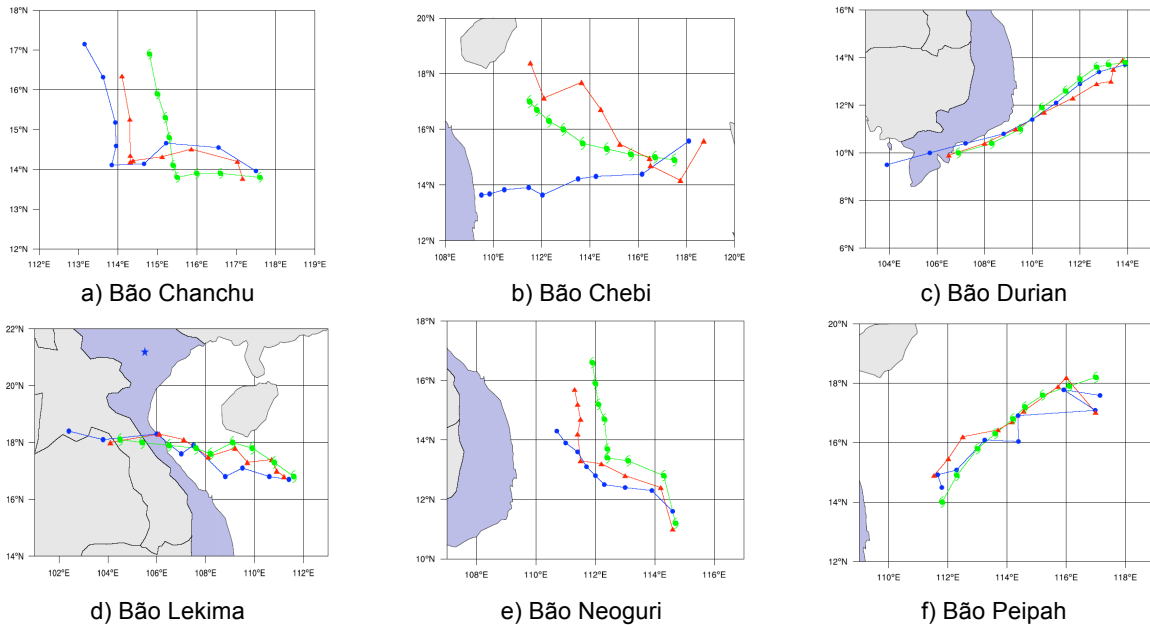 18°N
17°N
16°N
15°N
14°N
13°N
12°N
112°E 113°E 114°E 115°E 116°E 117°E 119°E
a) Bão Chanchu
20°N
18°N
16°N
14°N
12°N
108°E 110°E 112°E 114°E 116°E 118°E 120°E
b) Bão Chebi
16°N
14°N
12°N
10°N
8°N
6°N
104°E 106°E 108°E 110°E 112°E 114°E
c) Bão Durian
22°N
20°N
18°N
16°N
14°N
102°E 104°E 106°E 108°E 110°E 112°E
d) Bão Lekima
18°N
16°N
14°N
12°N
10°N
108°E 110°E 112°E 114°E 116°E
e) Bão Neoguri
20°N
18°N
16°N
14°N
12°N
110°E 112°E 114°E 116°E 118°E
f) Bão Peipah